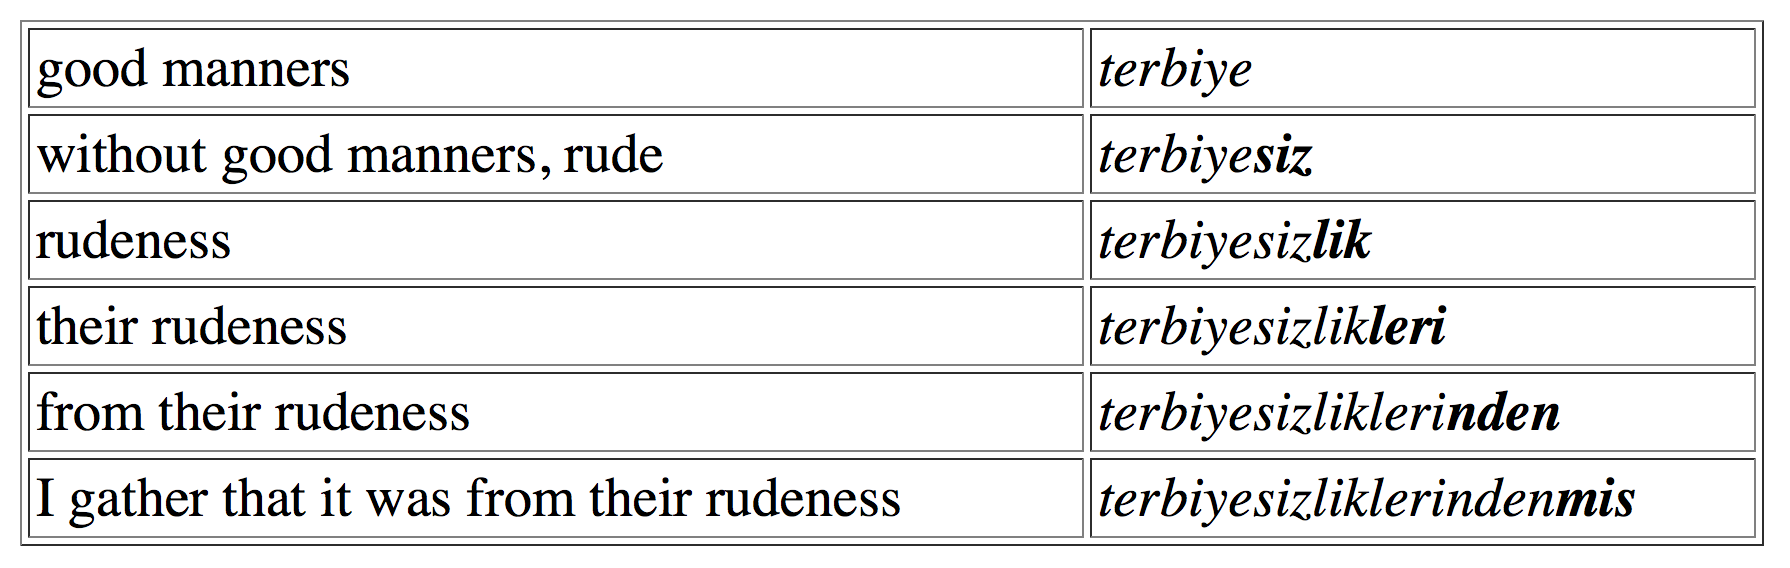 good manners terbiye
without good manners, rude terbiyesiz
rudeness terbiyesizlik
their rudeness terbiyesizlikleri
from their rudeness terbiyesizliklerinden
I gather that it was from their rudeness terbiyesizliklerindenmis